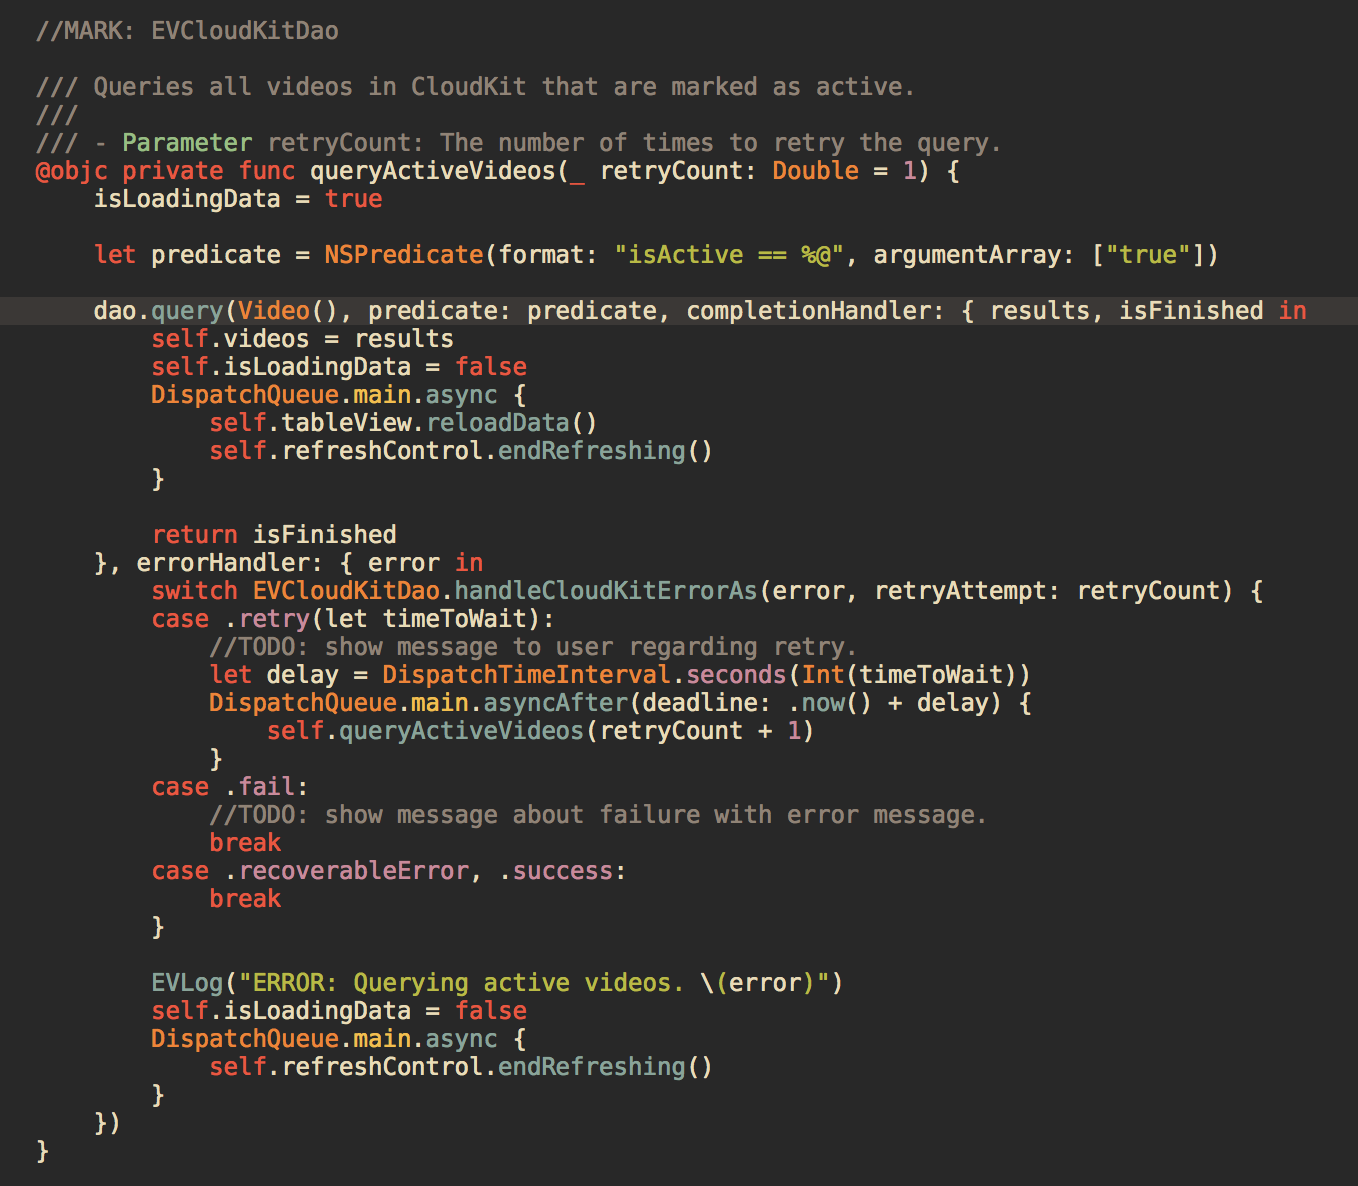 //MARK: EVCloudKitDao
/// Queries all videos in CloudKit that are marked as active.
///
/// - Parameter retryCount: The number of times to retry the query.
@objc private func queryActiveVideos(_ retryCount: Double = 1) {
isLoadingData = true
let predicate = NSPredicate(format: "isActive == %@", argumentArray: ["true"])
dao.query(Video(), predicate: predicate, completionHandler: { results, isFinished in
self.videos = results
self.isLoadingData = false
DispatchQueue.main.async {
self.tableView.reloadData()
self.refreshControl.endRefreshing()
}
return isFinished
}, errorHandler: { error in
switch EVCloudKitDao.handleCloudKitErrorAs(error, retryAttempt: retryCount) {
case .retry(let timeToWait):
//TODO: show message to user regarding retry.
let delay = DispatchTimeInterval.seconds(Int(timeToWait))
DispatchQueue.main.asyncAfter(deadline: .now() + delay) {
self.queryActiveVideos(retryCount + 1)
}
case .fail:
//TODO: show message about failure with error message.
break
case .recoverableError, .success:
break
}
EVLog("ERROR: Querying active videos. \(error)")
self.isLoadingData = false
DispatchQueue.main.async {
self.refreshControl.endRefreshing()
}
})
}